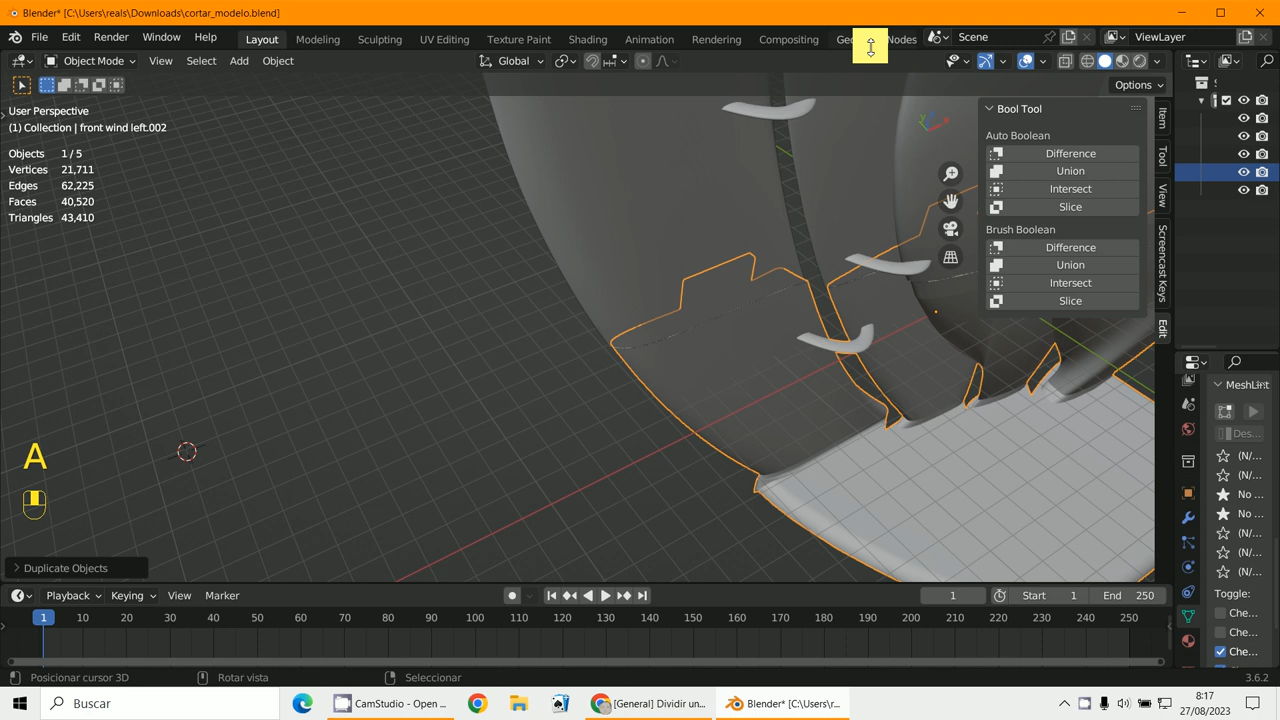 Blender* [C:\Users\reals\Downloads\cortar_modelo.blend]
File Edit Render Window Help Layout Modeling Sculpting UV Editing Texture Paint Shading Animation Rendering Compositing Nodes Scene ViewLayer
Object Mode View Select Add Object Global
Options
User Perspective
(1) Collection | front wind left.002
Objects 1 / 5
Vertices 21,711
Edges 62,225
Faces 40,520
Triangles 43,410
Bool Tool
Auto Boolean
Difference
Union
Intersect
Slice
Brush Boolean
Difference
Union
Intersect
Slice
Item
Tool
View
Screencast Keys
Edit
MeshLint
Des...
(N/...
(N/...
No ...
No ...
(N/...
(N/...
(N/...
Toggle:
Che...
Che...
Che...
A
Duplicate Objects
Playback Keying View Marker 1 Start 1 End 250
1 10 20 30 40 50 60 70 80 90 100 110 120 130 140 150 160 170 180 190 200 210 220 230 240 250
Posicionar cursor 3D Rotar vista Seleccionar 3.6.2
Buscar CamStudio - Open ... [General] Dividir un... Blender* [C:\Users\r...
8:17
27/08/2023